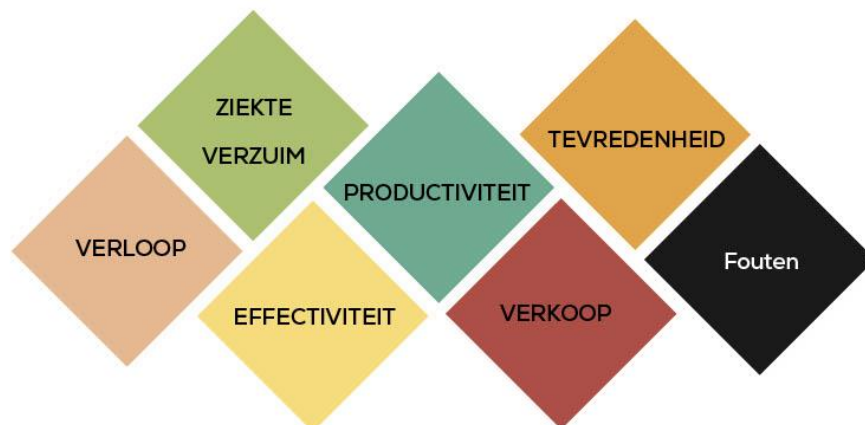 ZIEKTE
VERZUIM
TEVREDENHEID
PRODUCTIVITEIT
VERLOOP
Fouten
EFFECTIVITEIT
VERKOOP